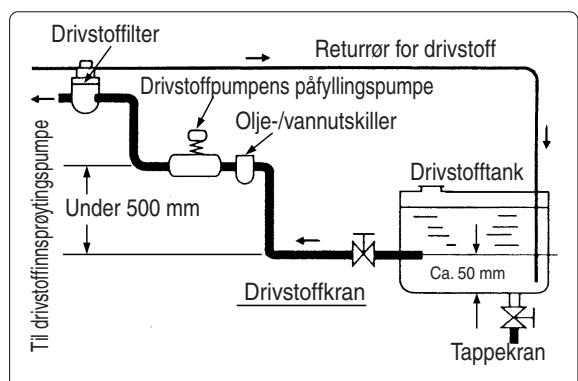 Drivstoffilter
Returrør for drivstoff
Drivstoffpumpens påfyllingspumpe
Olje-/vannutskiller
Drivstofftank
Under 500 mm
Ca. 50 mm
Drivstoffkran
Tappekran
Til drivstoffinnsprøytingspumpe